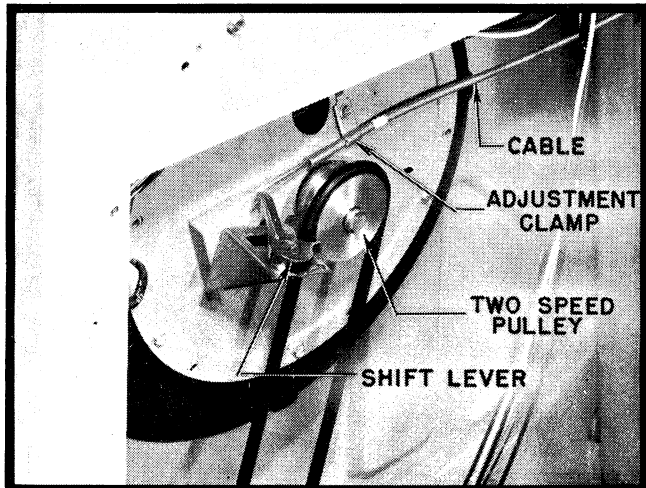 CABLE
ADJUSTMENT
CLAMP
TWO SPEED
PULLEY
SHIFT LEVER